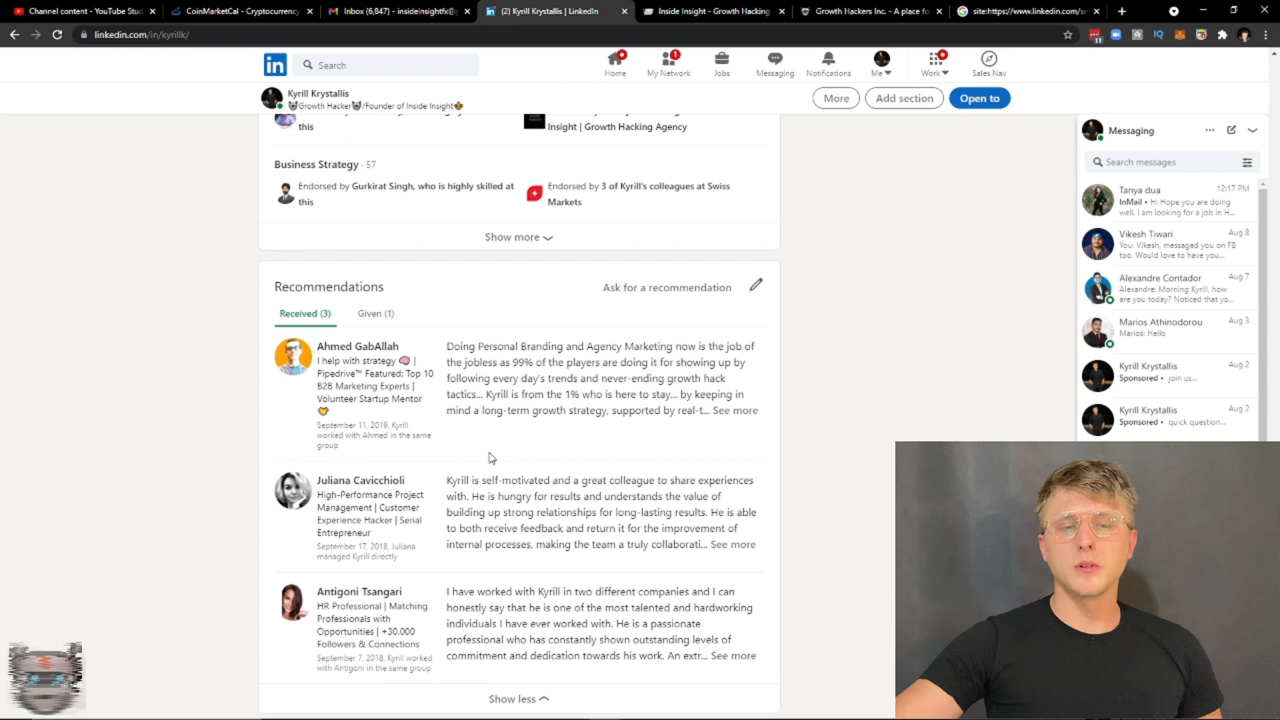 Channel content - YouTube Stud
CoinMarketCal - Cryptocurrency
Inbox (6,847) - insideinsightfx@
(2) Kyrill Krystallis | LinkedIn
Inside Insight - Growth Hacking
Growth Hackers Inc. - A place fo
site:https://www.linkedin.com/se
linkedin.com/in/kyrillk/
11
in
Search
Home
My Network
1
Jobs
Messaging
Notifications
Me
Work
Sales Nav
Kyrill Krystallis
Growth Hacker /Founder of Inside Insight
More
Add section
Open to
this
Insight | Growth Hacking Agency
Business Strategy · 57
Endorsed by Gurkirat Singh, who is highly skilled at
this
Endorsed by 3 of Kyrill's colleagues at Swiss
Markets
Show more
Recommendations
Ask for a recommendation
Received (3)
Given (1)
Ahmed GabAllah
I help with strategy |
Pipedrive™ Featured: Top 10
B2B Marketing Experts |
Volunteer Startup Mentor
September 11, 2019, Kyrill
worked with Ahmed in the same
group
Doing Personal Branding and Agency Marketing now is the job of
the jobless as 99% of the players are doing it for showing up by
following every day's trends and never-ending growth hack
tactics... Kyrill is from the 1% who is here to stay... by keeping in
mind a long-term growth strategy, supported by real-t... See more
Juliana Cavicchioli
High-Performance Project
Management | Customer
Experience Hacker | Serial
Entrepreneur
September 17, 2018, Juliana
managed Kyrill directly
Kyrill is self-motivated and a great colleague to share experiences
with. He is hungry for results and understands the value of
building up strong relationships for long-lasting results. He is able
to both receive feedback and return it for the improvement of
internal processes, making the team a truly collaborati... See more
Antigoni Tsangari
HR Professional | Matching
Professionals with
Opportunities | +30.000
Followers & Connections
September 7, 2018, Kyrill worked
with Antigoni in the same group
I have worked with Kyrill in two different companies and I can
honestly say that he is one of the most talented and hardworking
individuals I have ever worked with. He is a passionate
professional who has constantly shown outstanding levels of
commitment and dedication towards his work. An extr... See more
Show less
Messaging
Search messages
Tanya dua
12:17 PM
InMail • Hi Hope you are doing
well. I am looking for a job in H...
Vikesh Tiwari
Aug 8
You: Vikesh, messaged you on FB
too. Would love to have you...
Alexandre Contador
Aug 7
Alexandre: Morning Kyrill, how
are you today? Noticed that yo...
Marios Athinodorou
Aug 3
Marios: Hello
Kyrill Krystallis
Aug 2
Sponsored • join us...
Kyrill Krystallis
Aug 2
Sponsored • quick question...